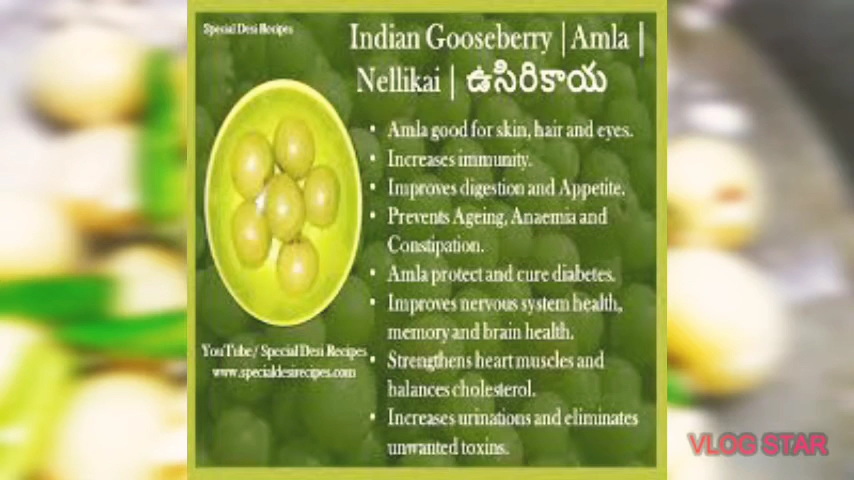 Special Desi Recipes
Indian Gooseberry | Amla |
Nellikai | ఉసిరికాయ
• Amla good for skin, hair and eyes.
• Increases immunity.
• Improves digestion and Appetite.
• Prevents Ageing, Anaemia and
Constipation.
• Amla protect and cure diabetes.
• Improves nervous system health,
memory and brain health.
• Strengthens heart muscles and
balances cholesterol.
• Increases urinations and eliminates
unwanted toxins.
YouTube/ Special Desi Recipes
www.specialdesirecipes.com
VLOG STAR